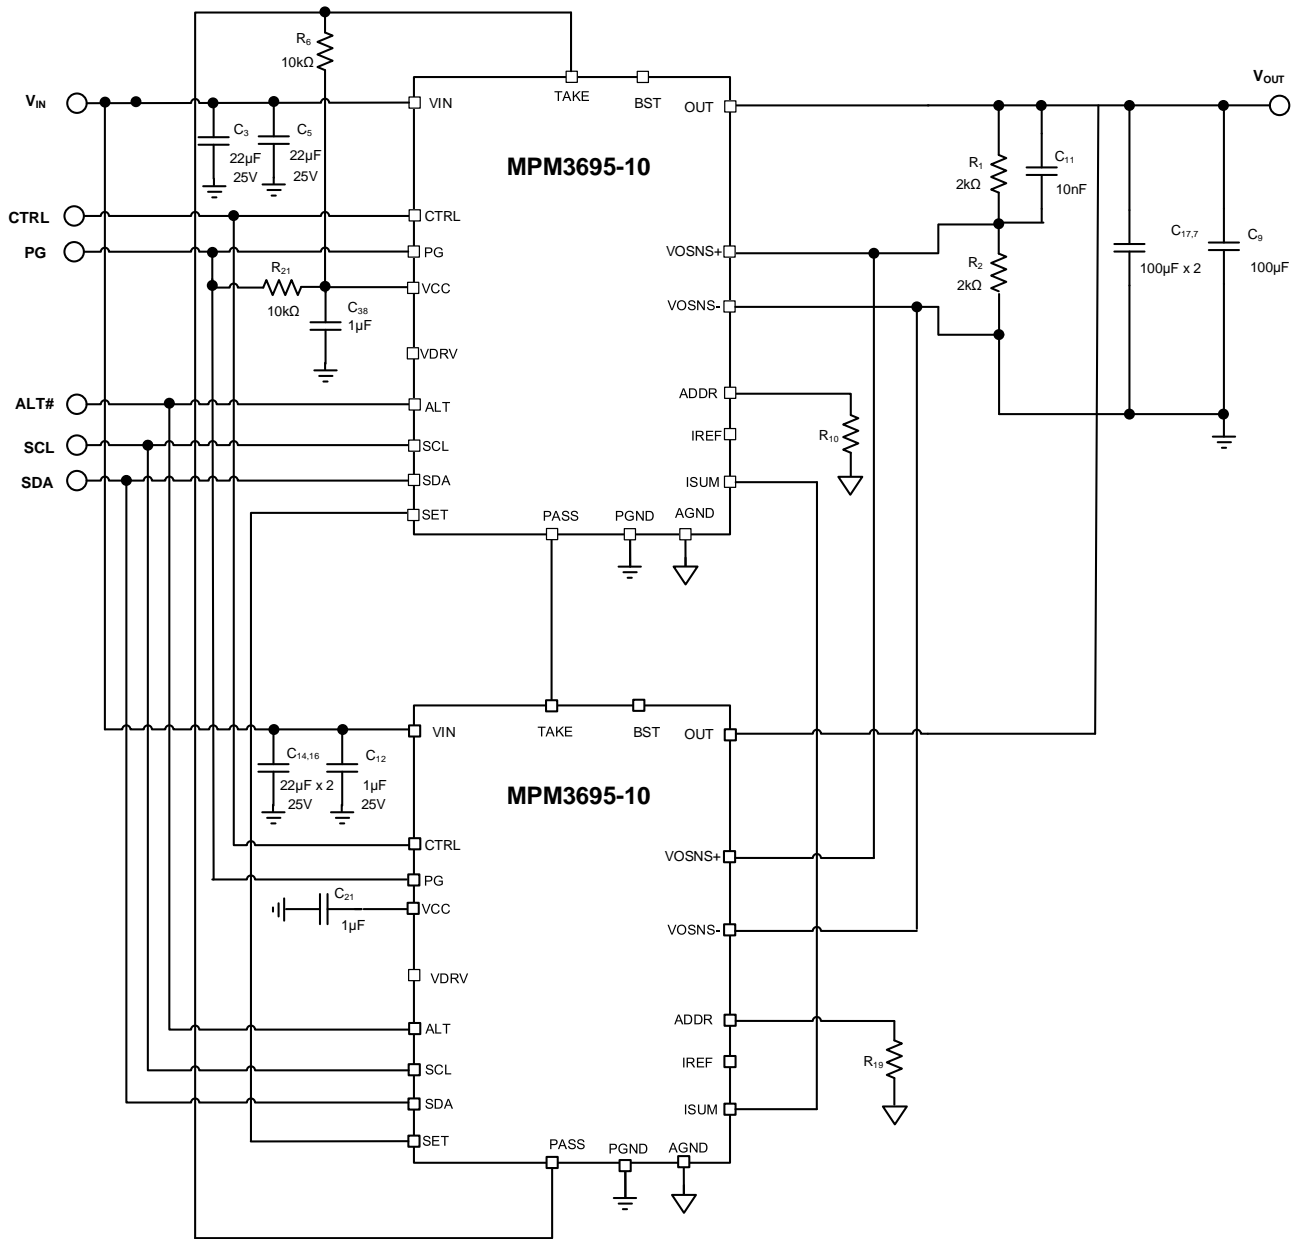 R6
10kΩ
TAKE
BST
VIN
VIN
OUT
VOUT
C3
22µF
25V
C5
22µF
25V
MPM3695-10
R1
2kΩ
C11
10nF
CTRL
CTRL
PG
PG
VOSNS+
C17,7
100µF x 2
C9
100µF
R21
10kΩ
VCC
R2
2kΩ
C38
1µF
VOSNS-
VDRV
ADDR
ALT#
ALT
R10
SCL
SCL
IREF
SDA
SDA
ISUM
SET
PASS
PGND
AGND
TAKE
BST
VIN
OUT
C14,16
22µF x 2
25V
C12
1µF
25V
MPM3695-10
CTRL
VOSNS+
PG
C21
1µF
VCC
VOSNS-
VDRV
ADDR
ALT
R19
IREF
SCL
SDA
ISUM
SET
PASS
PGND
AGND